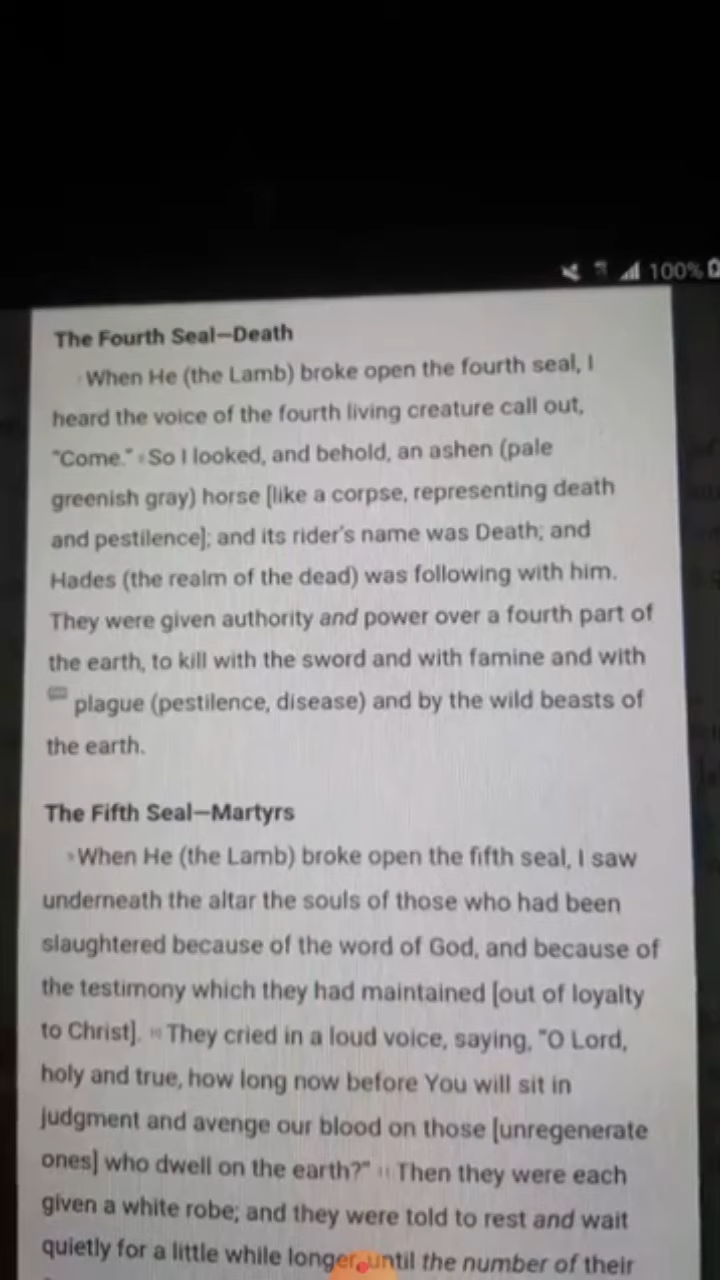 100%
The Fourth Seal—Death
When He (the Lamb) broke open the fourth seal, I
heard the voice of the fourth living creature call out,
"Come." So I looked, and behold, an ashen (pale
greenish gray) horse [like a corpse, representing death
and pestilence]; and its rider's name was Death; and
Hades (the realm of the dead) was following with him.
They were given authority and power over a fourth part of
the earth, to kill with the sword and with famine and with
plague (pestilence, disease) and by the wild beasts of
the earth.
The Fifth Seal—Martyrs
When He (the Lamb) broke open the fifth seal, I saw
underneath the altar the souls of those who had been
slaughtered because of the word of God, and because of
the testimony which they had maintained [out of loyalty
to Christ]. They cried in a loud voice, saying, "O Lord,
holy and true, how long now before You will sit in
judgment and avenge our blood on those [unregenerate
ones] who dwell on the earth?" 11 Then they were each
given a white robe; and they were told to rest and wait
quietly for a little while longer, until the number of their